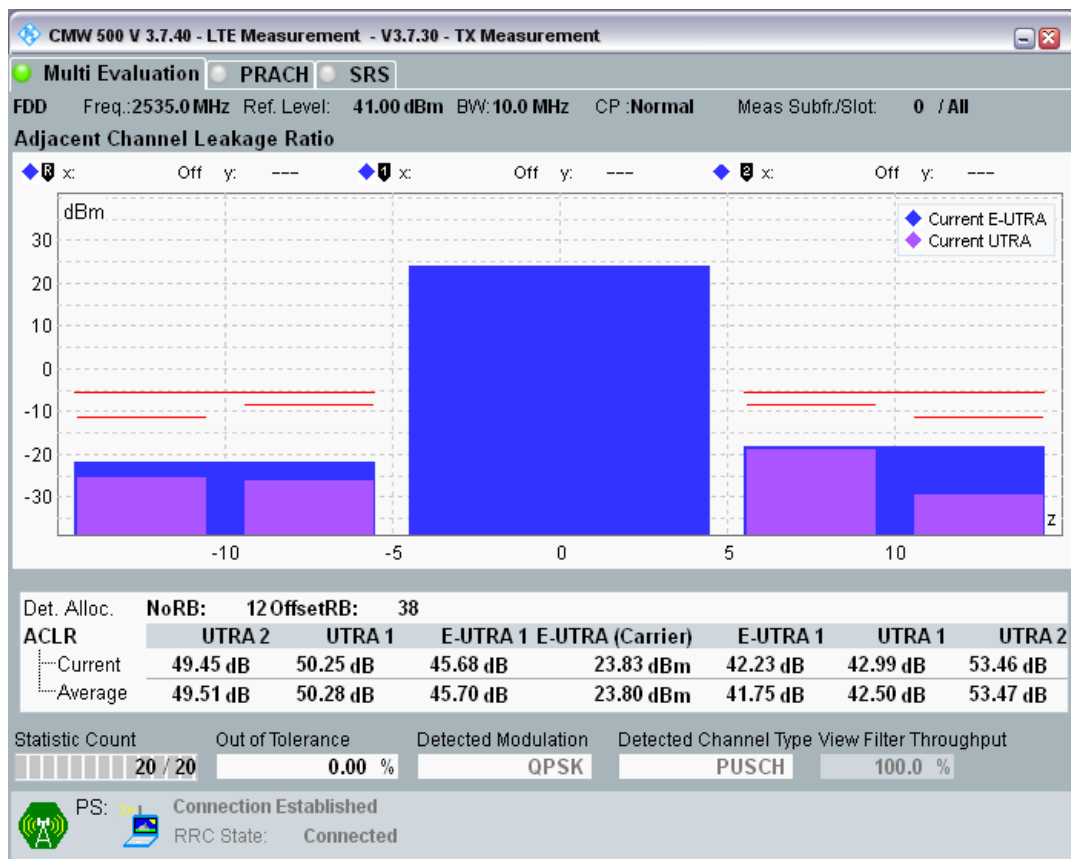 CMW 500 V 3.7.40 - LTE Measurement - V3.7.30 - TX Measurement
Multi Evaluation PRACH SRS
FDD Freq.:2535.0 MHz Ref. Level: 41.00 dBm BW: 10.0 MHz CP :Normal Meas Subfr./Slot: 0 / All
Adjacent Channel Leakage Ratio
R x: Off y: --- 1 x: Off y: --- 2 x: Off y: ---
dBm
Current E-UTRA
Current UTRA
30
20
10
0
-10
-20
-30
z
-10 -5 0 5 10
Det. Alloc. NoRB: 12 OffsetRB: 38
ACLR UTRA 2 UTRA 1 E-UTRA 1 E-UTRA (Carrier) E-UTRA 1 UTRA 1 UTRA 2
Current 49.45 dB 50.25 dB 45.68 dB 23.83 dBm 42.23 dB 42.99 dB 53.46 dB
Average 49.51 dB 50.28 dB 45.70 dB 23.80 dBm 41.75 dB 42.50 dB 53.47 dB
Statistic Count Out of Tolerance Detected Modulation Detected Channel Type View Filter Throughput
20 / 20 0.00 % QPSK PUSCH 100.0 %
PS: Connection Established
RRC State: Connected